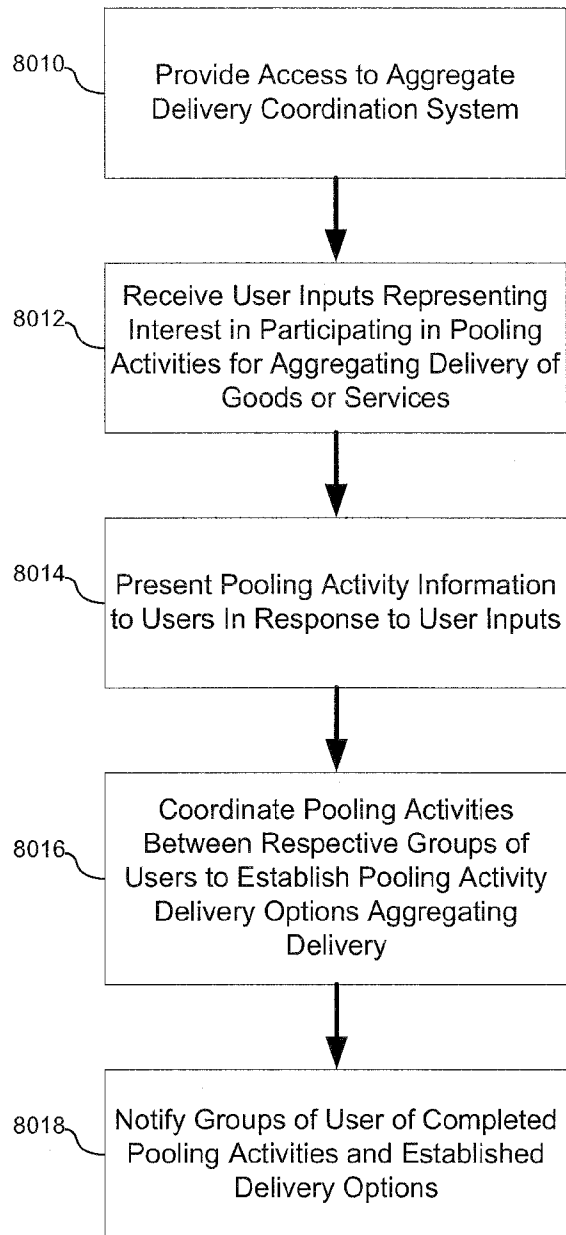 8010
Provide Access to Aggregate
Delivery Coordination System
8012
Receive User Inputs Representing
Interest in Participating in Pooling
Activities for Aggregating Delivery of
Goods or Services
8014
Present Pooling Activity Information
to Users In Response to User Inputs
8016
Coordinate Pooling Activities
Between Respective Groups of
Users to Establish Pooling Activity
Delivery Options Aggregating
Delivery
8018
Notify Groups of User of Completed
Pooling Activities and Established
Delivery Options